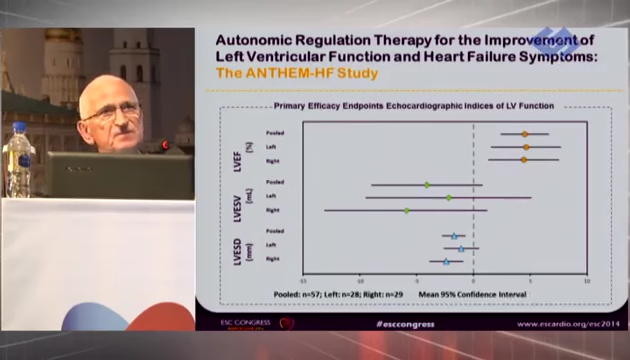 Autonomic Regulation Therapy for the Improvement of
Left Ventricular Function and Heart Failure Symptoms:
The ANTHEM-HF Study
Primary Efficacy Endpoints Echocardiographic Indices of LV Function
LVEF
(%)
Pooled
Left
Right
LVESV
(mL)
Pooled
Left
Right
LVESD
(mm)
Pooled
Left
Right
-15
-10
-5
0
5
10
Pooled: n=57; Left: n=28; Right: n=29 Mean 95% Confidence Interval
ESC CONGRESS
#esccongress
www.escardio.org/esc2014